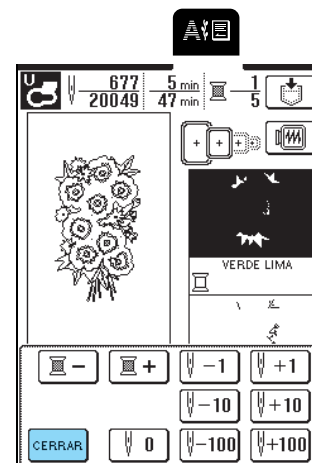 A
U
677 5 min 1
20049 47 min 5
VERDE LIMA
− + −1 +1
−10 +10
CERRAR 0 −100 +100